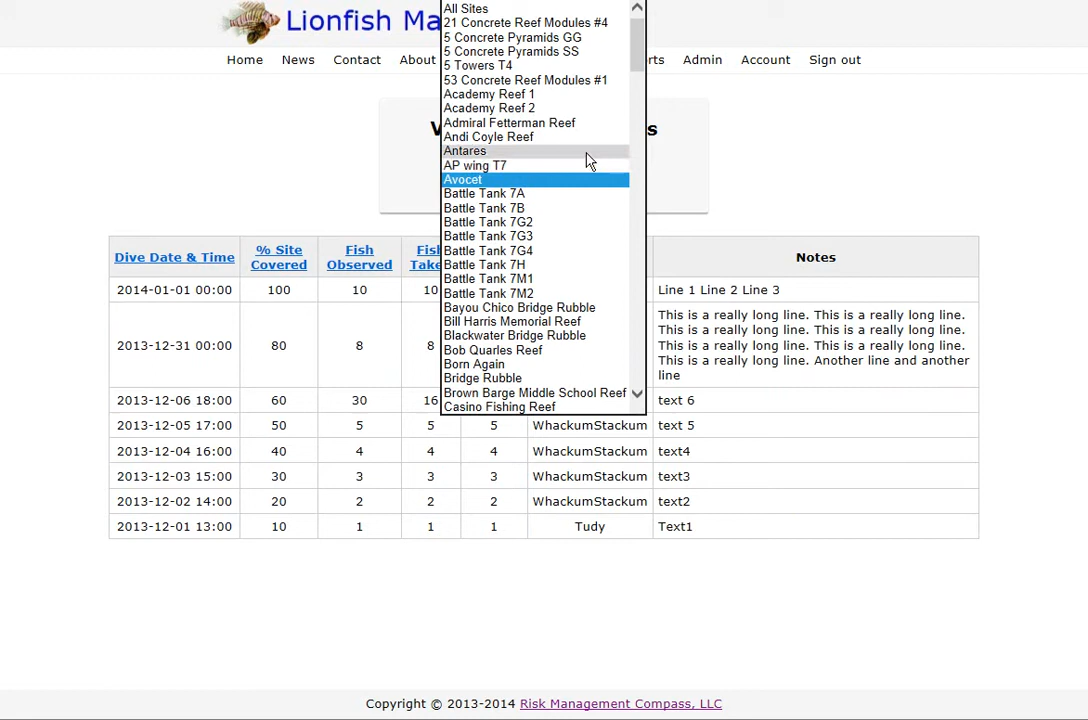 Lionfish Ma
Home News Contact About rts Admin Account Sign out
All Sites
21 Concrete Reef Modules #4
5 Concrete Pyramids GG
5 Concrete Pyramids SS
5 Towers T4
53 Concrete Reef Modules #1
Academy Reef 1
Academy Reef 2
Admiral Fetterman Reef
Andi Coyle Reef
Antares
AP wing T7
Avocet
Battle Tank 7A
Battle Tank 7B
Battle Tank 7G2
Battle Tank 7G3
Battle Tank 7G4
Battle Tank 7H
Battle Tank 7M1
Battle Tank 7M2
Bayou Chico Bridge Rubble
Bill Harris Memorial Reef
Blackwater Bridge Rubble
Bob Quarles Reef
Born Again
Bridge Rubble
Brown Barge Middle School Reef
Casino Fishing Reef
Dive Date & Time
% Site
Covered
Fish
Observed
Fish
Take
Notes
2014-01-01 00:00 100 10 10 Line 1 Line 2 Line 3
2013-12-31 00:00 80 8 8
This is a really long line. This is a really long line.
This is a really long line. This is a really long line.
This is a really long line. This is a really long line.
This is a really long line. Another line and another
line
2013-12-06 18:00 60 30 16 text 6
2013-12-05 17:00 50 5 5 5 WhackumStackum text 5
2013-12-04 16:00 40 4 4 4 WhackumStackum text4
2013-12-03 15:00 30 3 3 3 WhackumStackum text3
2013-12-02 14:00 20 2 2 2 WhackumStackum text2
2013-12-01 13:00 10 1 1 1 Tudy Text1
Copyright © 2013-2014 Risk Management Compass, LLC